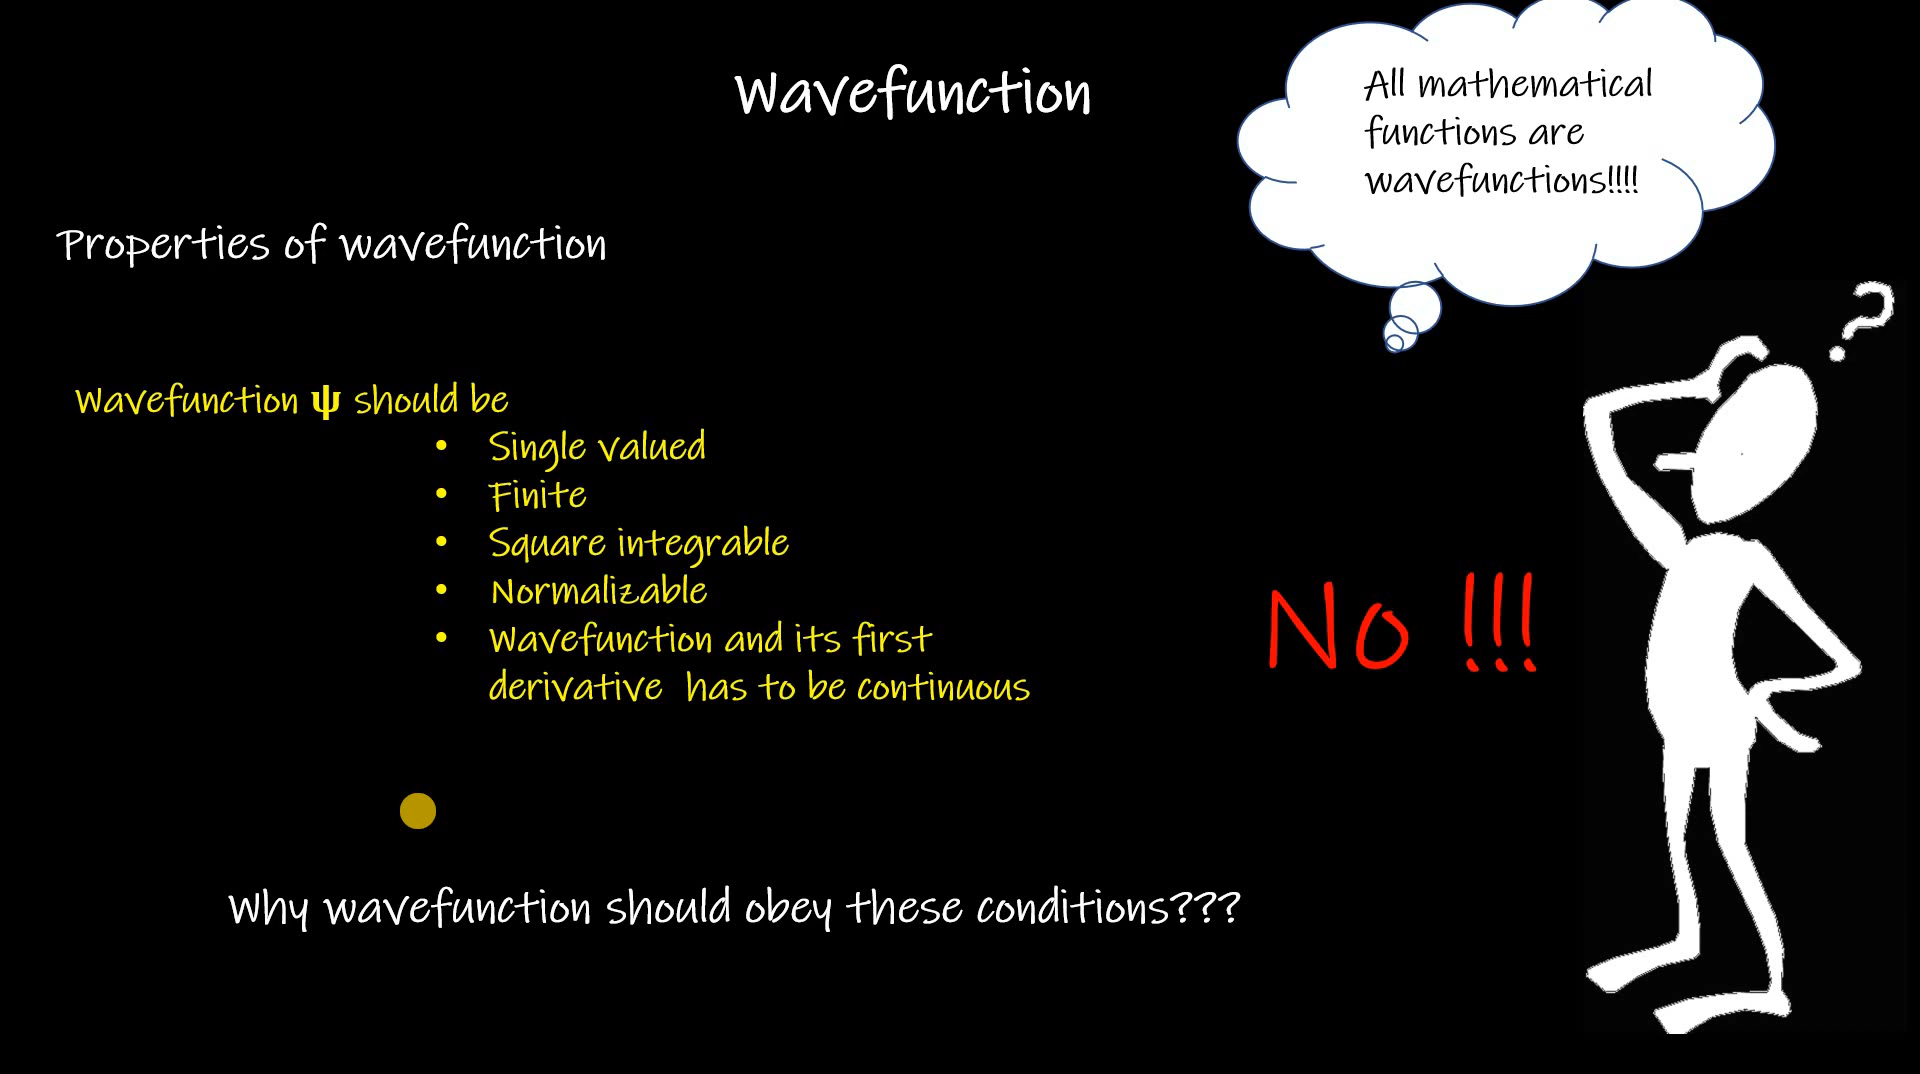 Wavefunction
All mathematical
functions are
wavefunctions!!!!
Properties of wavefunction
?
Wavefunction ψ should be
• Single valued
• Finite
• Square integrable
• Normalizable
• Wavefunction and its first
derivative has to be continuous
No !!!
Why wavefunction should obey these conditions???